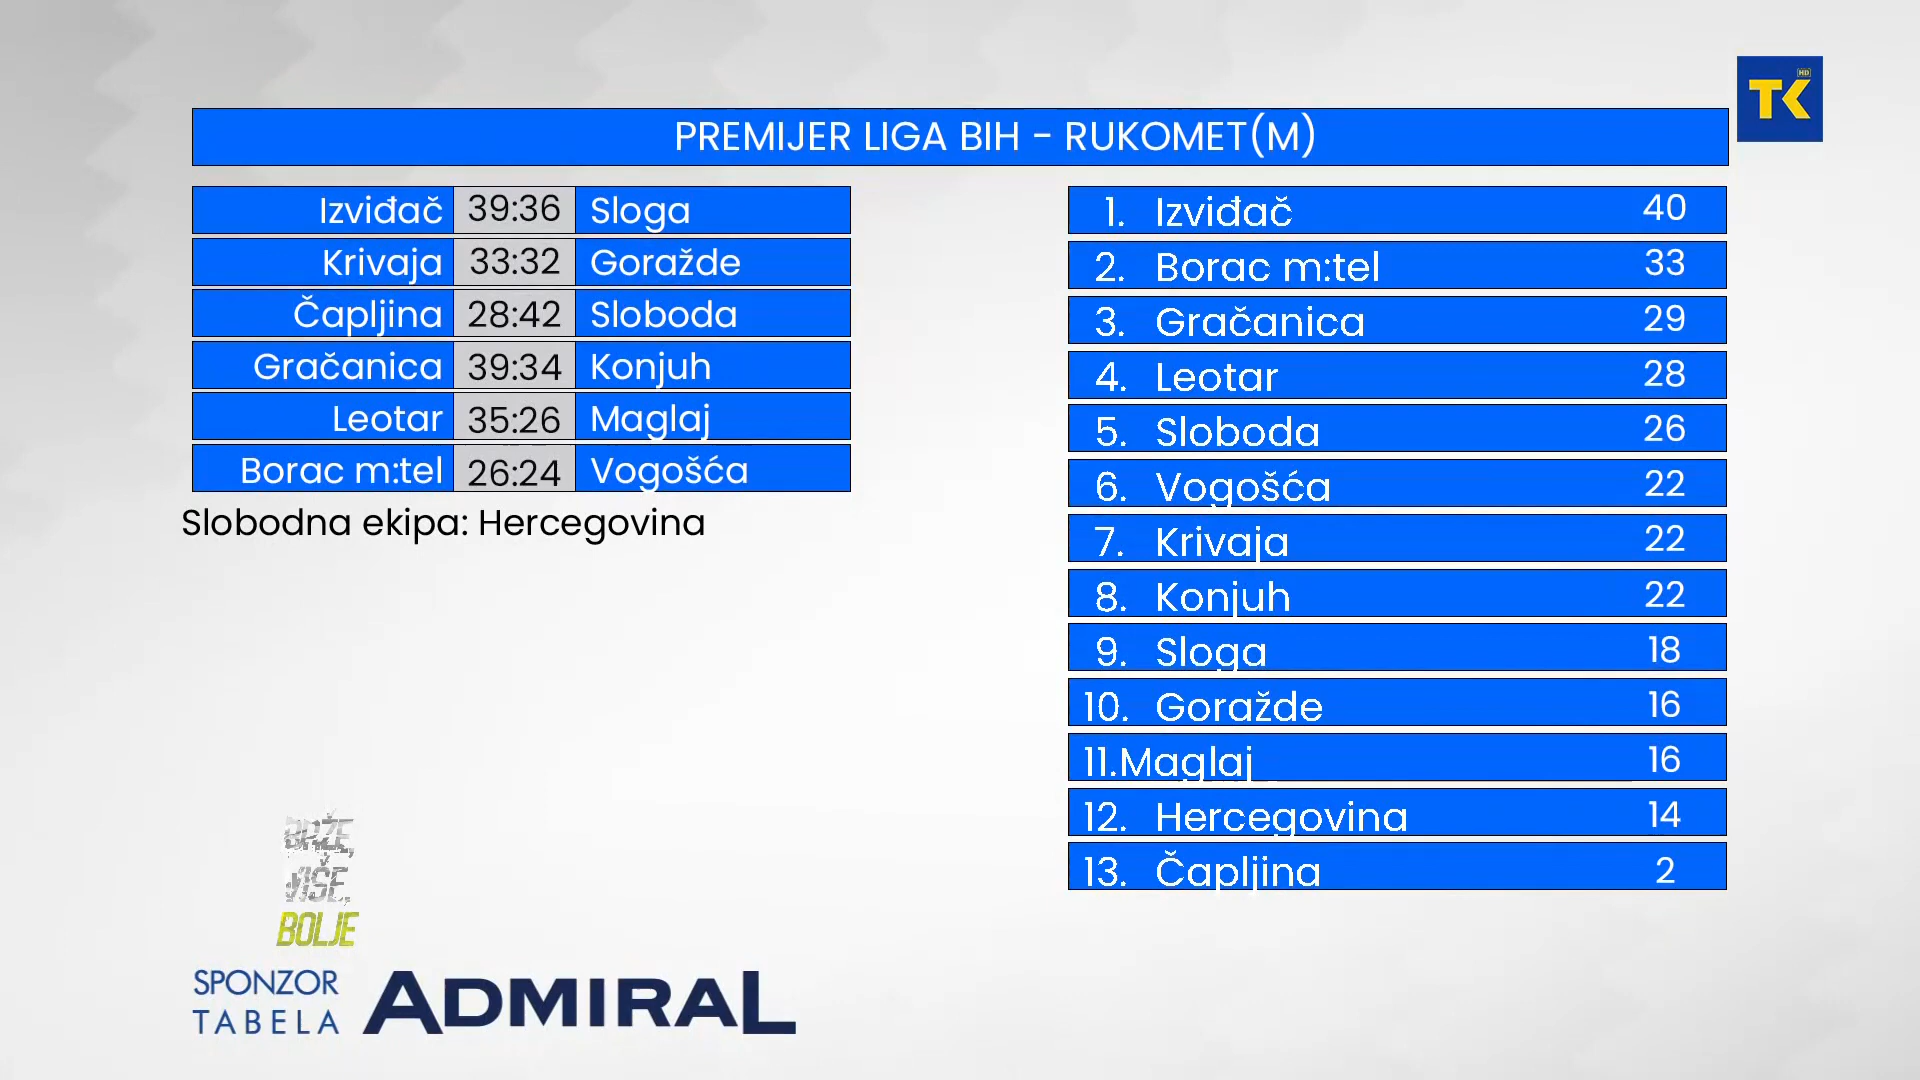 TK HD
PREMIJER LIGA BIH - RUKOMET(M)
Izviđač 39:36 Sloga
Krivaja 33:32 Goražde
Čapljina 28:42 Sloboda
Gračanica 39:34 Konjuh
Leotar 35:26 Maglaj
Borac m:tel 26:24 Vogošća
Slobodna ekipa: Hercegovina
1. Izviđač 40
2. Borac m:tel 33
3. Gračanica 29
4. Leotar 28
5. Sloboda 26
6. Vogošća 22
7. Krivaja 22
8. Konjuh 22
9. Sloga 18
10. Goražde 16
11.Maglaj 16
12. Hercegovina 14
13. Čapljina 2
BRŽE,
VIŠE,
BOLJE
SPONZOR
TABELA
ADMIRAL